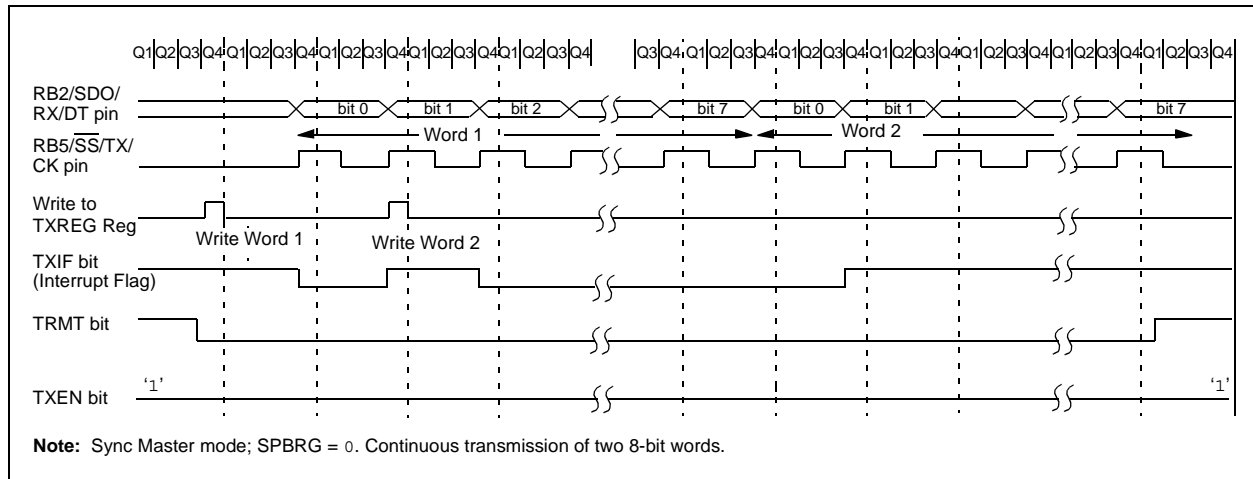 Q1 Q2 Q3 Q4 Q1 Q2 Q3 Q4 Q1 Q2 Q3 Q4 Q1 Q2 Q3 Q4 Q1 Q2 Q3 Q4 Q3 Q4 Q1 Q2 Q3 Q4 Q1 Q2 Q3 Q4 Q1 Q2 Q3 Q4 Q1 Q2 Q3 Q4 Q1 Q2 Q3 Q4 Q1 Q2 Q3 Q4
RB2/SDO/
RX/DT pin
bit 0 bit 1 bit 2 bit 7 bit 0 bit 1 bit 7
Word 1 Word 2
RB5/SS/TX/
CK pin
Write to
TXREG Reg
Write Word 1 Write Word 2
TXIF bit
(Interrupt Flag)
TRMT bit
‘1’ ‘1’
TXEN bit
Note: Sync Master mode; SPBRG = 0. Continuous transmission of two 8-bit words.